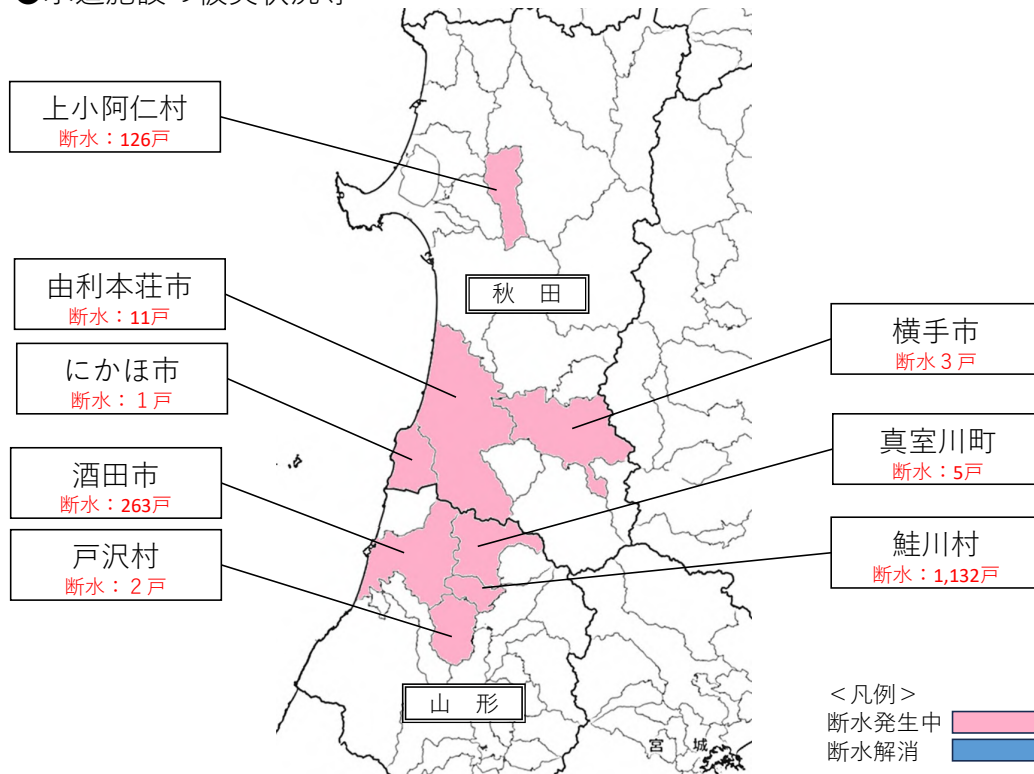 上小阿仁村
断水：126戸
由利本荘市
断水：11戸
にかほ市
断水：１戸
酒田市
断水：263戸
戸沢村
断水：２戸
秋　田
横手市
断水３戸
真室川町
断水：5戸
鮭川村
断水：1,132戸
山　形
宮　城
＜凡例＞
断水発生中
断水解消